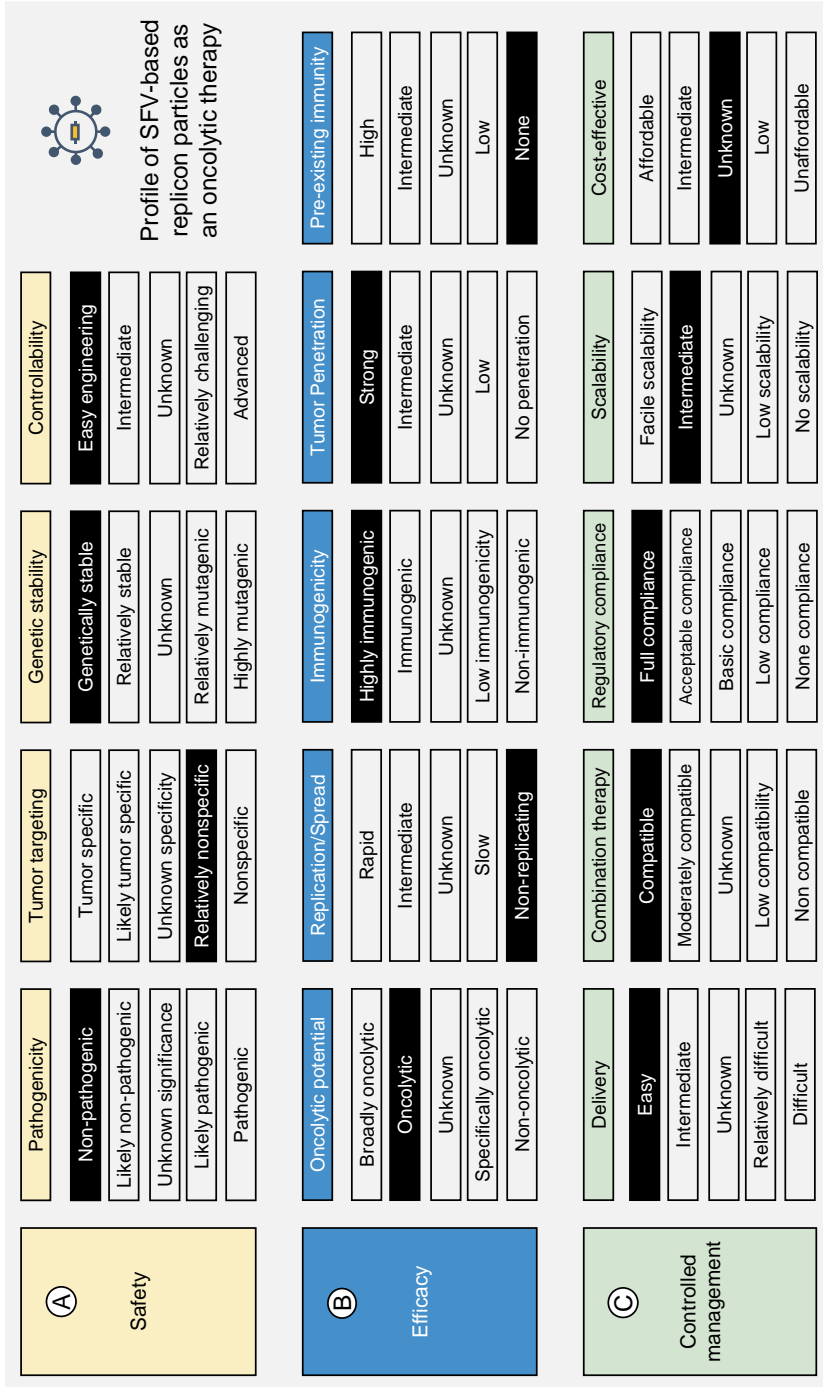 Profile of SFV-based
replicon particles as
an oncolytic therapy
A
Safety
Pathogenicity
Non-pathogenic
Likely non-pathogenic
Unknown significance
Likely pathogenic
Pathogenic
Tumor targeting
Tumor specific
Likely tumor specific
Unknown specificity
Relatively nonspecific
Nonspecific
Genetic stability
Genetically stable
Relatively stable
Unknown
Relatively mutagenic
Highly mutagenic
Controllability
Easy engineering
Intermediate
Unknown
Relatively challenging
Advanced
B
Efficacy
Oncolytic potential
Broadly oncolytic
Oncolytic
Unknown
Specifically oncolytic
Non-oncolytic
Replication/Spread
Rapid
Intermediate
Unknown
Slow
Non-replicating
Immunogenicity
Highly immunogenic
Immunogenic
Unknown
Low immunogenicity
Non-immunogenic
Tumor Penetration
Strong
Intermediate
Unknown
Low
No penetration
Pre-existing immunity
High
Intermediate
Unknown
Low
None
C
Controlled
management
Delivery
Easy
Intermediate
Unknown
Relatively difficult
Difficult
Combination therapy
Compatible
Moderately compatible
Unknown
Low compatibility
Non compatible
Regulatory compliance
Full compliance
Acceptable compliance
Basic compliance
Low compliance
None compliance
Scalability
Facile scalability
Intermediate
Unknown
Low scalability
No scalability
Cost-effective
Affordable
Intermediate
Unknown
Low
Unaffordable